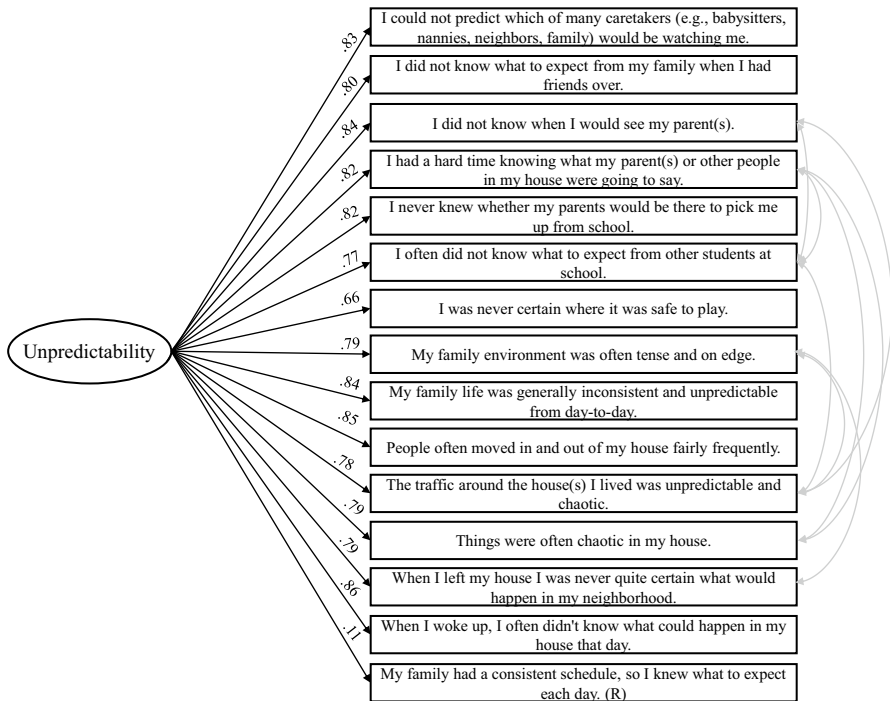 I could not predict which of many caretakers (e.g., babysitters,
nannies, neighbors, family) would be watching me.
.83
I did not know what to expect from my family when I had
friends over.
.80
I did not know when I would see my parent(s).
.84
I had a hard time knowing what my parent(s) or other people
in my house were going to say.
.82
I never knew whether my parents would be there to pick me
up from school.
.82
I often did not know what to expect from other students at
school.
.77
I was never certain where it was safe to play.
.66
Unpredictability
My family environment was often tense and on edge.
.79
My family life was generally inconsistent and unpredictable
from day-to-day.
.84
People often moved in and out of my house fairly frequently.
.85
The traffic around the house(s) I lived was unpredictable and
chaotic.
.78
Things were often chaotic in my house.
.79
When I left my house I was never quite certain what would
happen in my neighborhood.
.79
When I woke up, I often didn't know what could happen in my
house that day.
.86
My family had a consistent schedule, so I knew what to expect
each day. (R)
.11